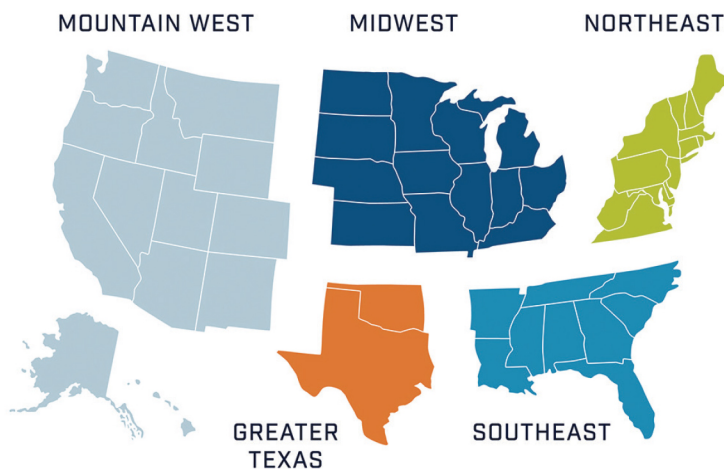 MOUNTAIN WEST
MIDWEST
NORTHEAST
GREATER
TEXAS
SOUTHEAST